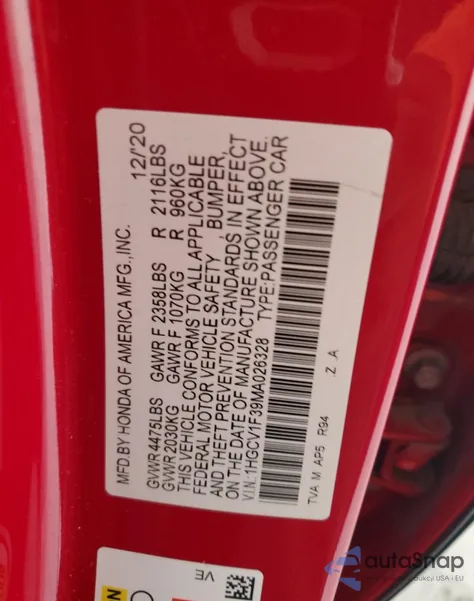 MFD.BY HONDA OF AMERICA MFG.,INC. 12/'20
GVWR 4475LBS GAWR F 2358LBS R 2116LBS
GVWR 2030KG GAWR F 1070KG R 960KG
THIS VEHICLE CONFORMS TO ALL APPLICABLE
FEDERAL MOTOR VEHICLE SAFETY , BUMPER,
AND THEFT PREVENTION STANDARDS IN EFFECT
ON THE DATE OF MANUFACTURE SHOWN ABOVE.
V.I.N.:1HGCV1F39MA026328 TYPE:PASSENGER CAR
TVA M AP5 R94 Z .A
autoSnap
USA i EU